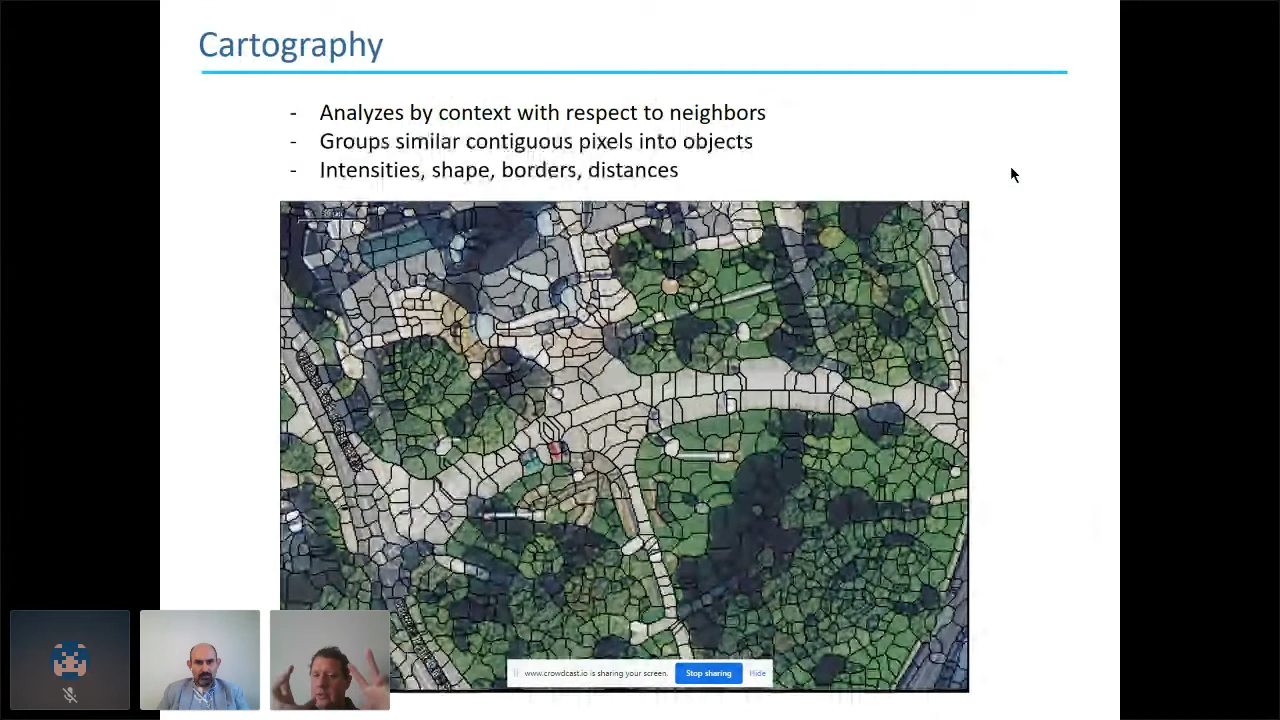 Cartography
- Analyzes by context with respect to neighbors
- Groups similar contiguous pixels into objects
- Intensities, shape, borders, distances
www.crowdcast.io is sharing your screen. Stop sharing Hide